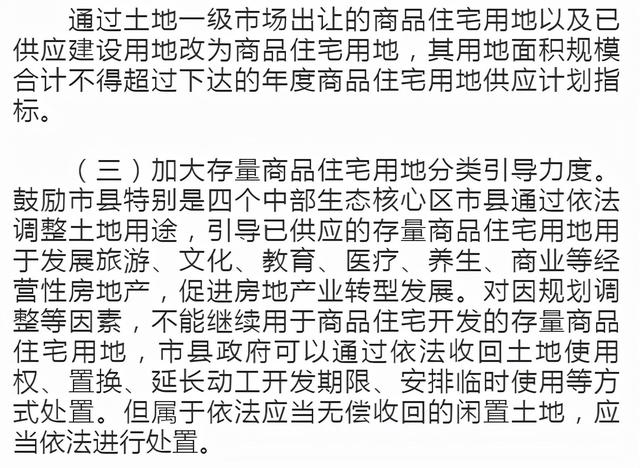 通过土地一级市场出让的商品住宅用地以及已
供应建设用地改为商品住宅用地，其用地面积规模
合计不得超过下达的年度商品住宅用地供应计划指
标。
（三）加大存量商品住宅用地分类引导力度。
鼓励市县特别是四个中部生态核心区市县通过依法
调整土地用途，引导已供应的存量商品住宅用地用
于发展旅游、文化、教育、医疗、养生、商业等经
营性房地产，促进房地产业转型发展。对因规划调
整等因素，不能继续用于商品住宅开发的存量商品
住宅用地，市县政府可以通过依法收回土地使用
权、置换、延长动工开发期限、安排临时使用等方
式处置。但属于依法应当无偿收回的闲置土地，应
当依法进行处置。